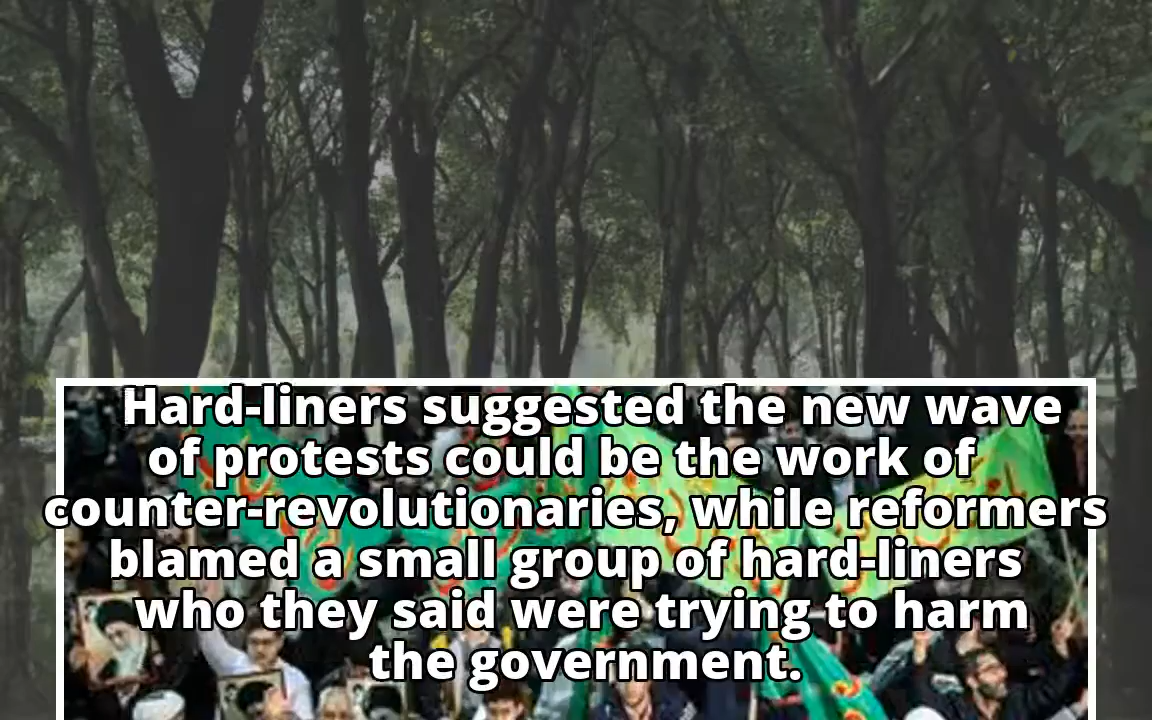 Hard-liners suggested the new wave
of protests could be the work of
counter-revolutionaries, while reformers
blamed a small group of hard-liners
who they said were trying to harm
the government.